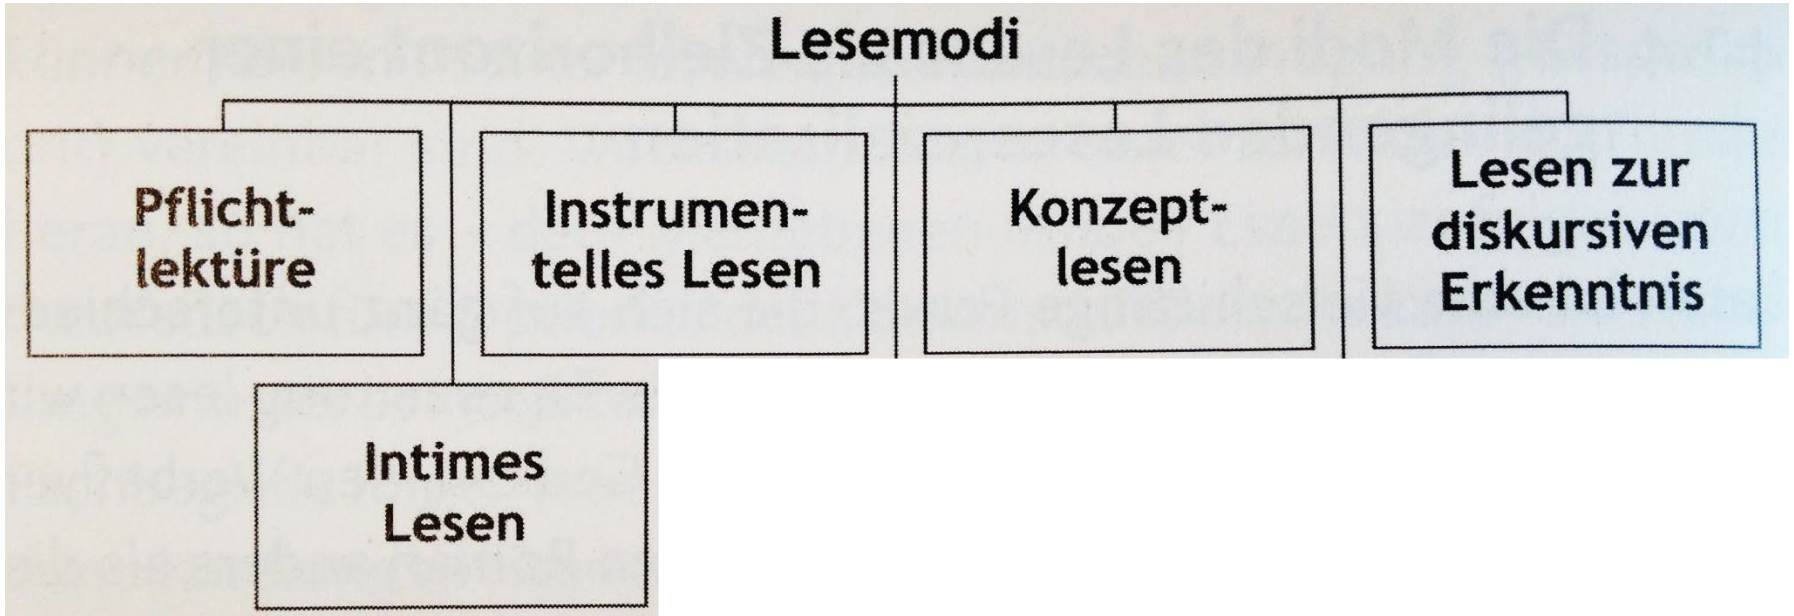 Lesemodi
Pflicht-
lektüre
Instrumen-
telles Lesen
Konzept-
lesen
Lesen zur
diskursiven
Erkenntnis
Intimes
Lesen